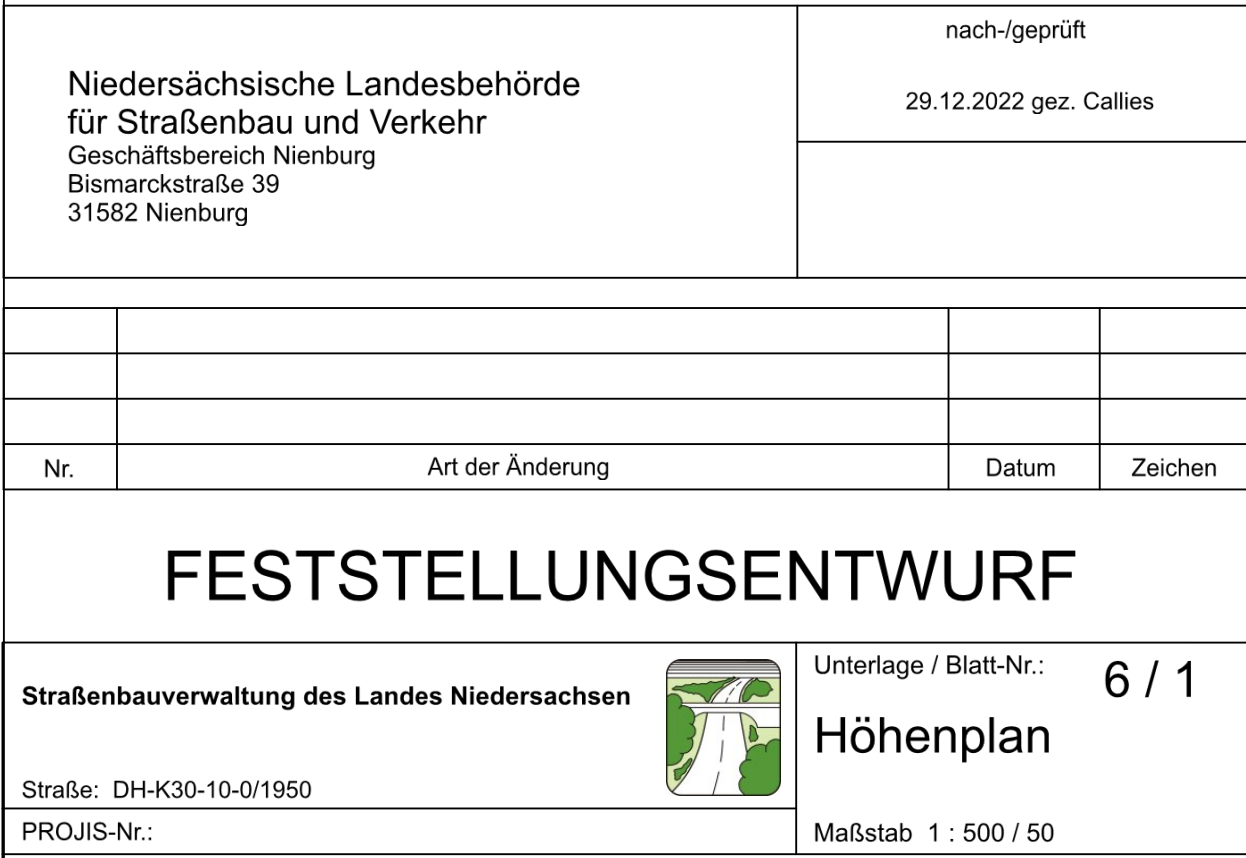 Niedersächsische Landesbehörde
für Straßenbau und Verkehr
Geschäftsbereich Nienburg
Bismarckstraße 39
31582 Nienburg
nach-/geprüft
29.12.2022 gez. Callies
Nr. Art der Änderung Datum Zeichen
FESTSTELLUNGSENTWURF
Straßenbauverwaltung des Landes Niedersachsen
Straße: DH-K30-10-0/1950
PROJIS-Nr.:
Unterlage / Blatt-Nr.: 6 / 1
Höhenplan
Maßstab 1 : 500 / 50